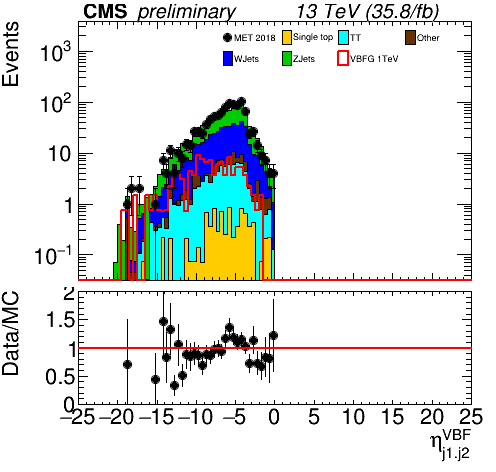 CMS preliminary 13 TeV (35.8/fb)
Events
MET 2018 Single top TT Other
WJets ZJets VBFG 1TeV
10³
10²
10
1
10⁻¹
Data/MC
2
1.5
1
0.5
0
−25 −20 −15 −10 −5 0 5 10 15 20 25
η^VBF_j1.j2